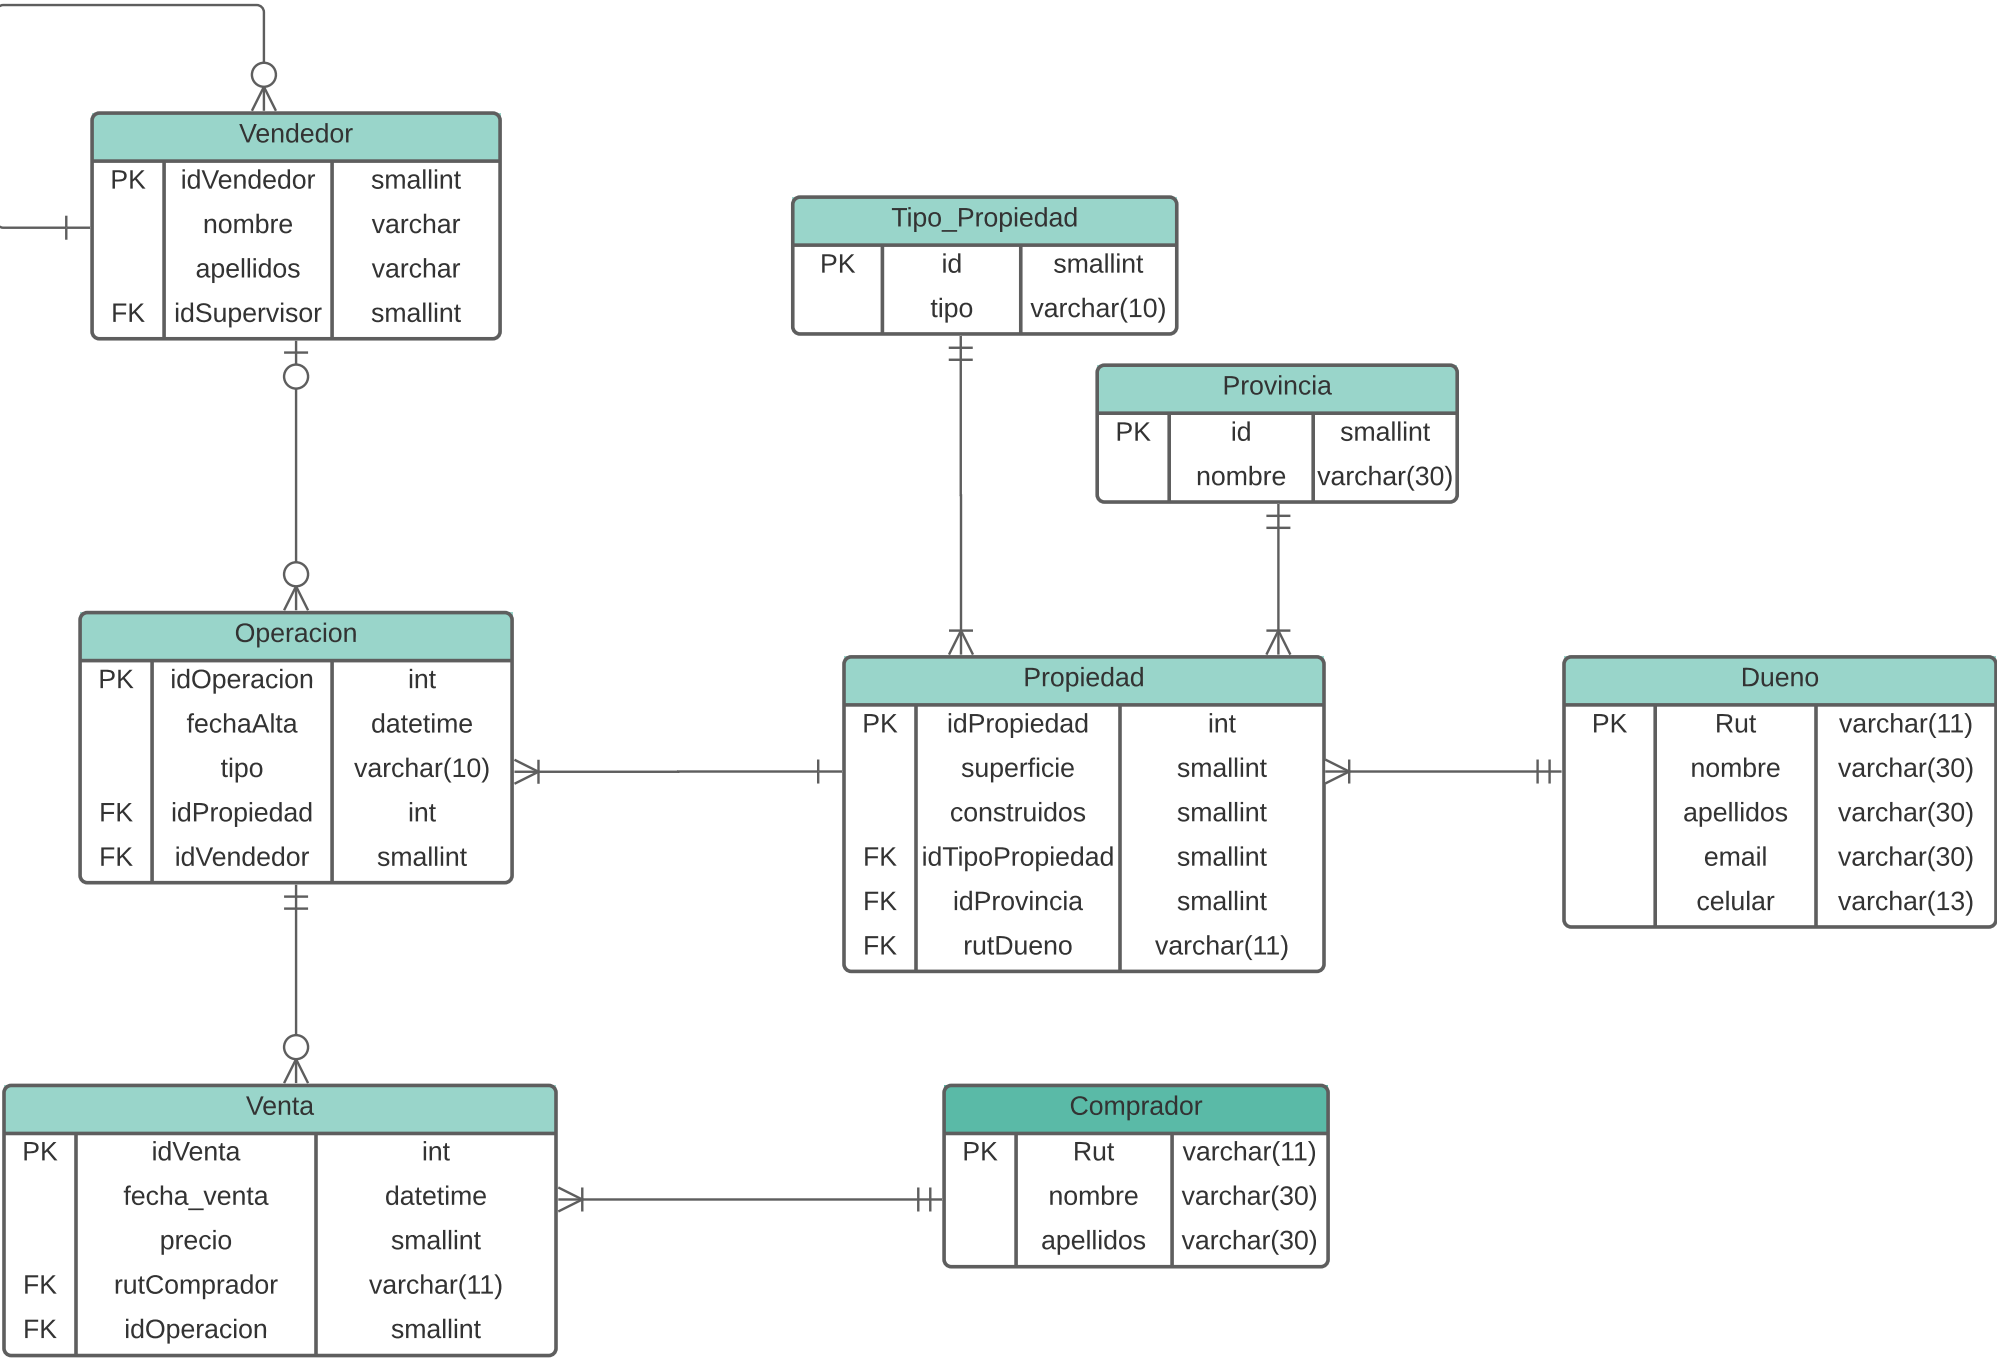 Vendedor
PK idVendedor smallint
nombre varchar
apellidos varchar
FK idSupervisor smallint
Tipo_Propiedad
PK id smallint
tipo varchar(10)
Provincia
PK id smallint
nombre varchar(30)
Operacion
PK idOperacion int
fechaAlta datetime
tipo varchar(10)
FK idPropiedad int
FK idVendedor smallint
Propiedad
PK idPropiedad int
superficie smallint
construidos smallint
FK idTipoPropiedad smallint
FK idProvincia smallint
FK rutDueno varchar(11)
Dueno
PK Rut varchar(11)
nombre varchar(30)
apellidos varchar(30)
email varchar(30)
celular varchar(13)
Venta
PK idVenta int
fecha_venta datetime
precio smallint
FK rutComprador varchar(11)
FK idOperacion smallint
Comprador
PK Rut varchar(11)
nombre varchar(30)
apellidos varchar(30)